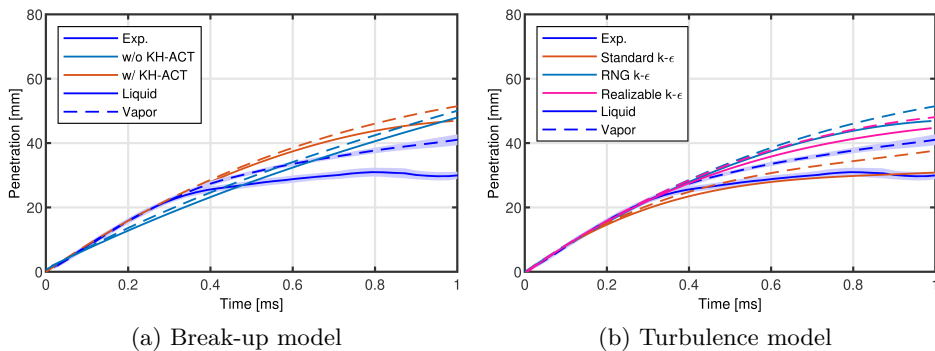 80
60
40
20
0
Penetration [mm]
Exp.
w/o KH-ACT
w/ KH-ACT
Liquid
Vapor
0 0.2 0.4 0.6 0.8 1
Time [ms]
(a) Break-up model
80
60
40
20
0
Penetration [mm]
Exp.
Standard k-ϵ
RNG k-ϵ
Realizable k-ϵ
Liquid
Vapor
0 0.2 0.4 0.6 0.8 1
Time [ms]
(b) Turbulence model